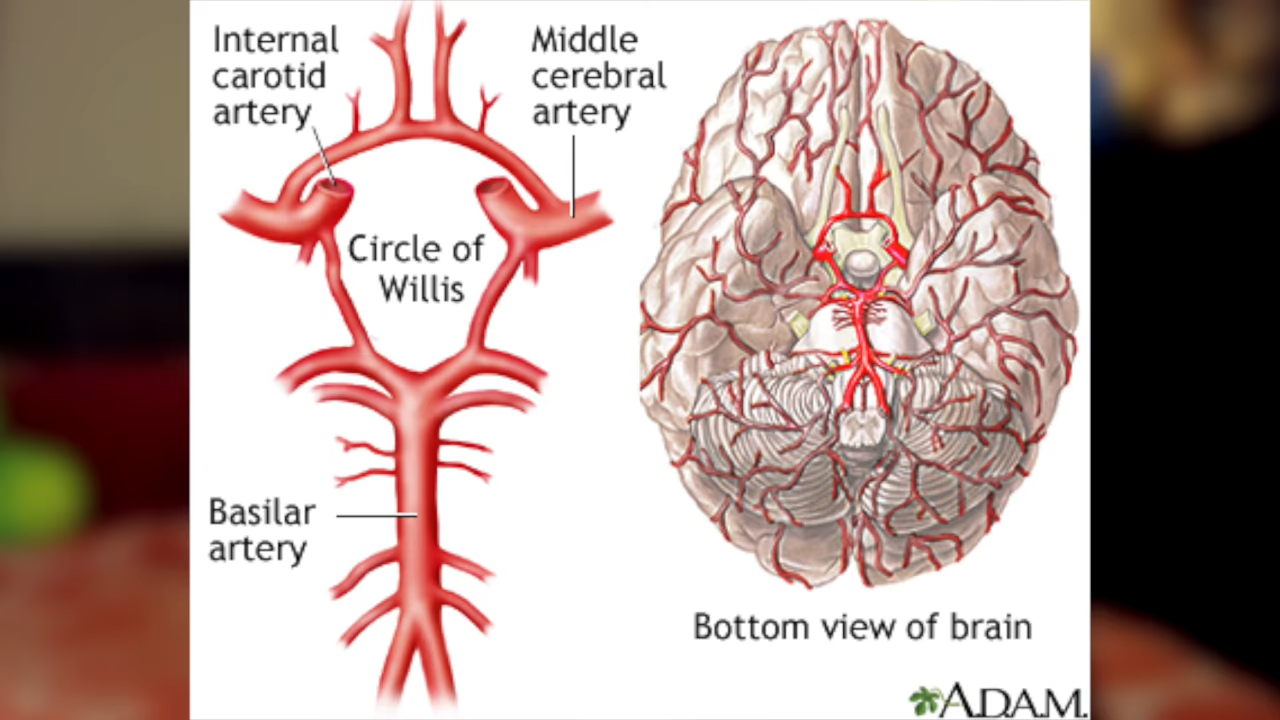 Internal
carotid
artery
Middle
cerebral
artery
Circle of
Willis
Basilar
artery
Bottom view of brain
A.D.A.M.